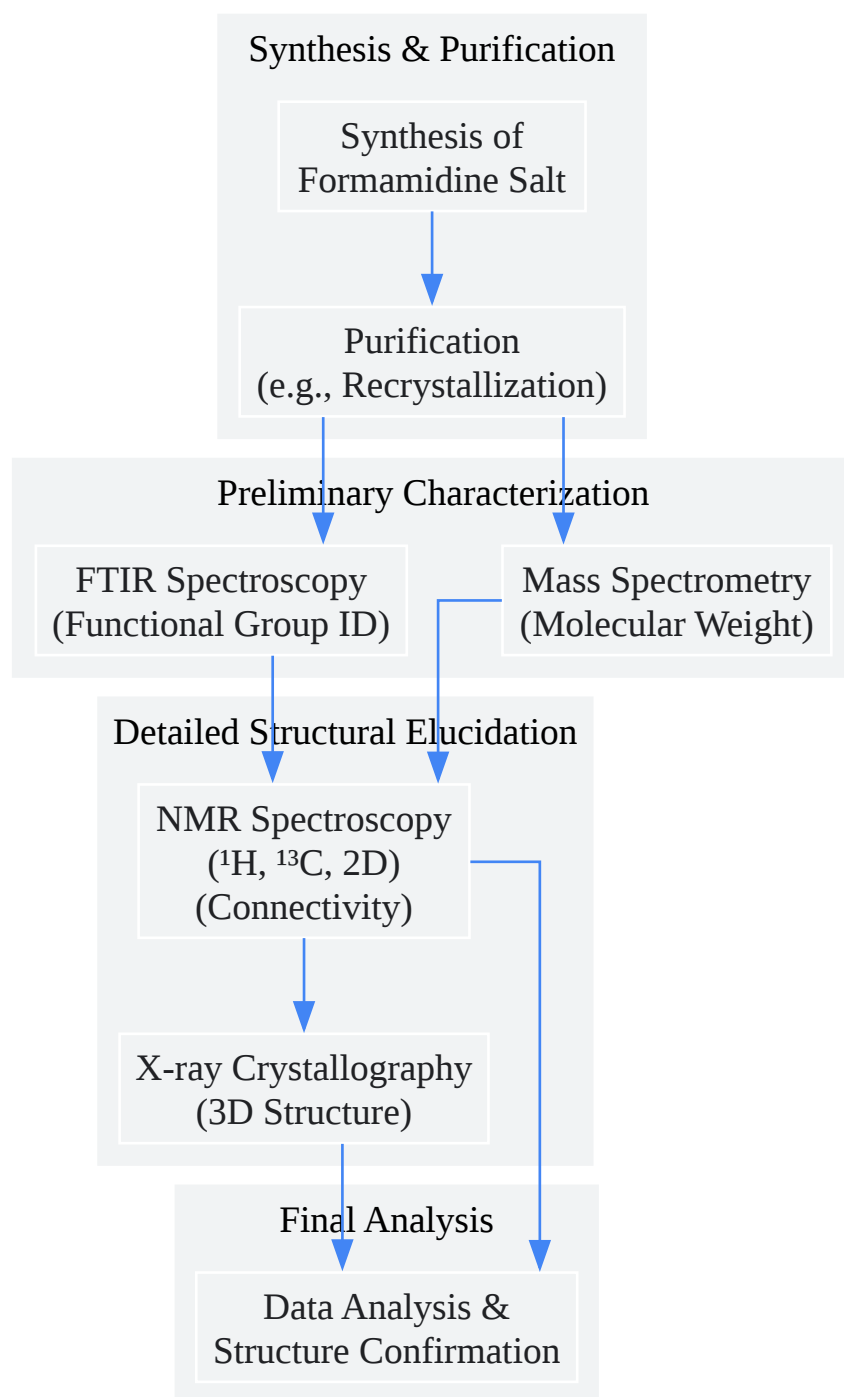 Synthesis & Purification
Synthesis of
Formamidine Salt
Purification
(e.g., Recrystallization)
Preliminary Characterization
FTIR Spectroscopy
(Functional Group ID)
Mass Spectrometry
(Molecular Weight)
Detailed Structural Elucidation
NMR Spectroscopy
(¹H, ¹³C, 2D)
(Connectivity)
X-ray Crystallography
(3D Structure)
Final Analysis
Data Analysis &
Structure Confirmation